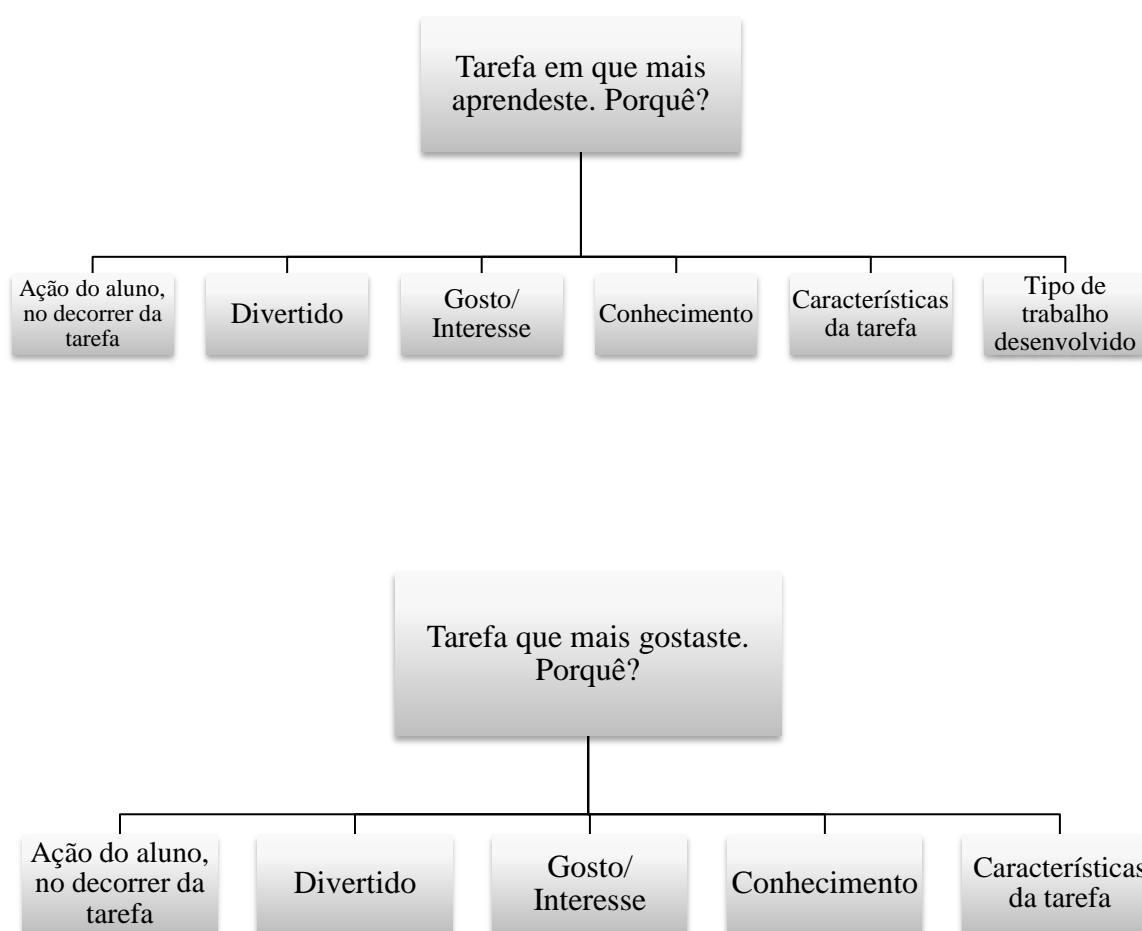 Tarefa em que mais
aprendeste. Porquê?
Ação do aluno,
no decorrer da
tarefa
Divertido
Gosto/
Interesse
Conhecimento
Características
da tarefa
Tipo de
trabalho
desenvolvido
Tarefa que mais gostaste.
Porquê?
Ação do aluno,
no decorrer da
tarefa
Divertido
Gosto/
Interesse
Conhecimento
Características
da tarefa